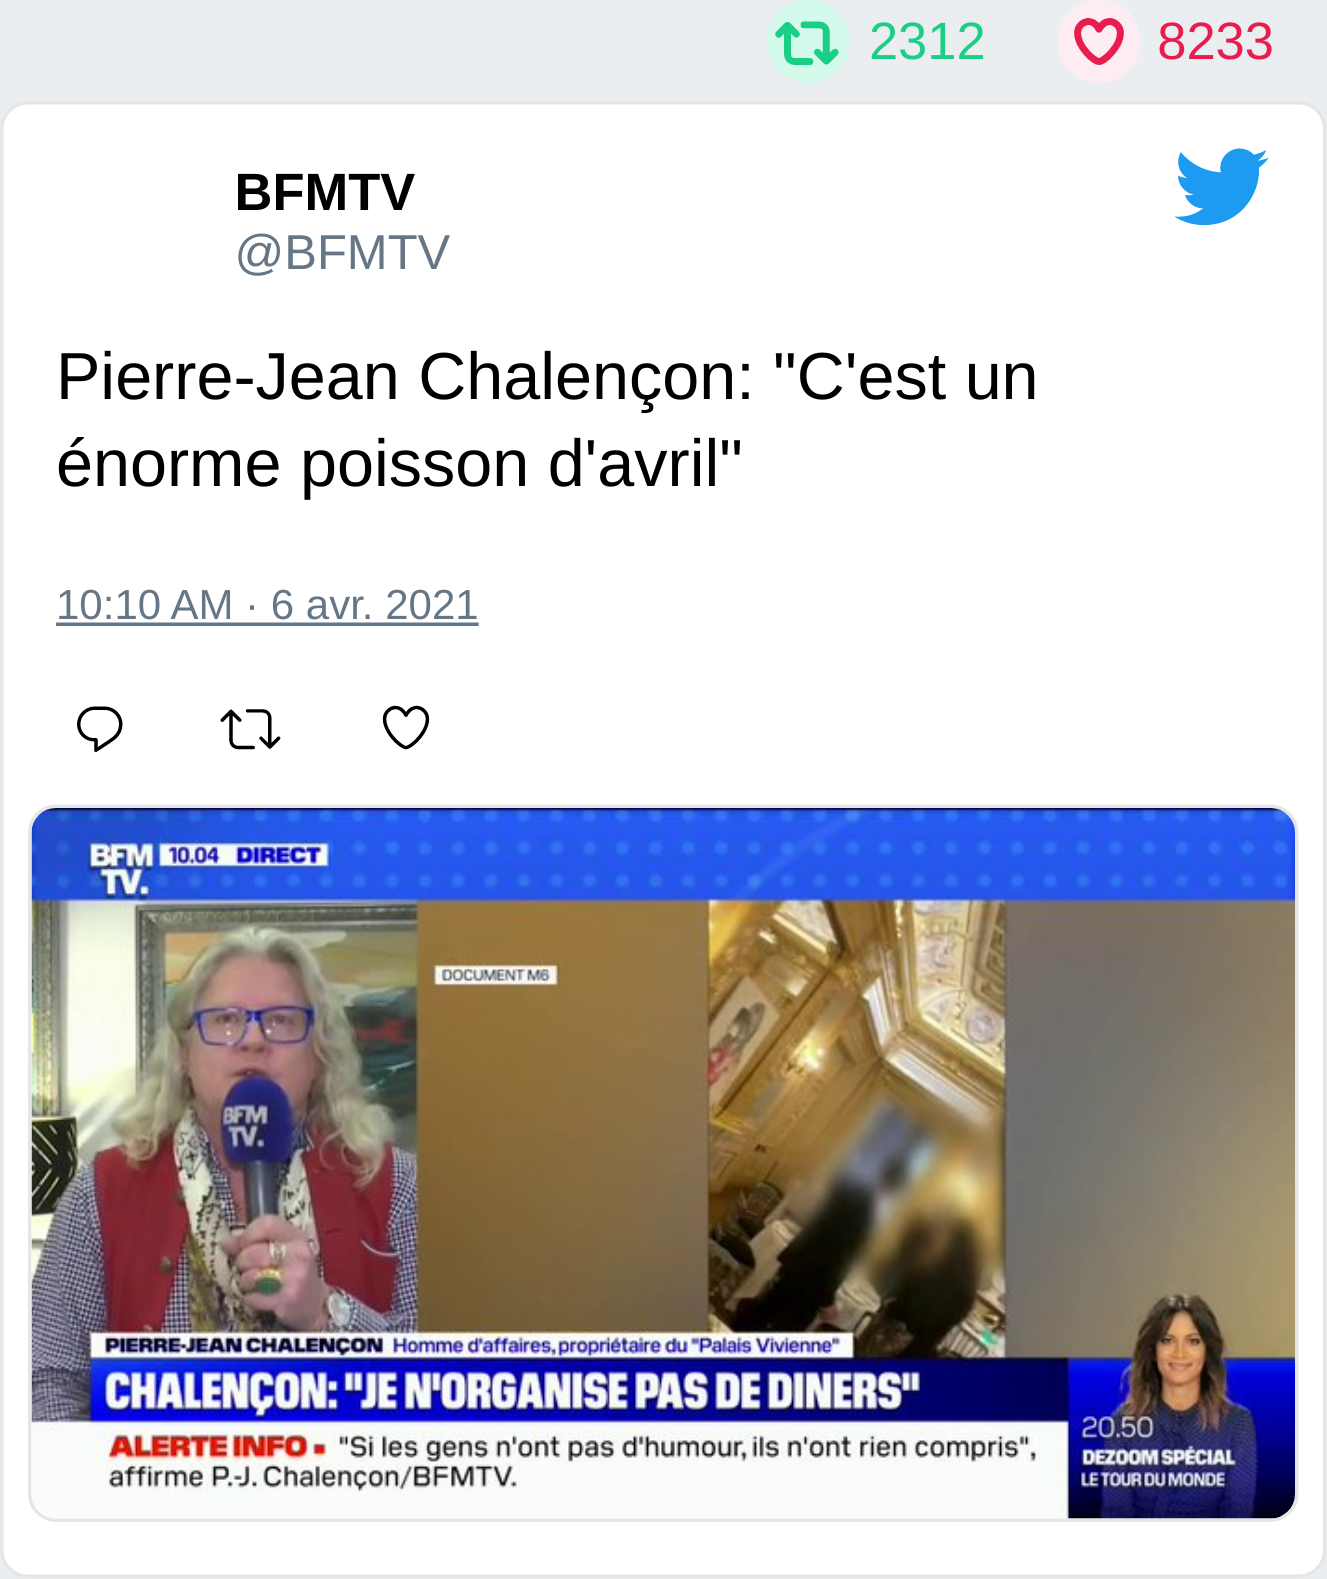 2312 8233
BFMTV
@BFMTV
Pierre-Jean Chalençon: "C'est un
énorme poisson d'avril"
10:10 AM · 6 avr. 2021
BFM 10.04 DIRECT
TV.
DOCUMENT M6
BFM
TV.
PIERRE-JEAN CHALENÇON Homme d'affaires, propriétaire du "Palais Vivienne"
CHALENÇON: "JE N'ORGANISE PAS DE DINERS"
ALERTE INFO ▪ "Si les gens n'ont pas d'humour, ils n'ont rien compris",
affirme P.-J. Chalençon/BFMTV.
20.50
DEZOOM SPÉCIAL
LE TOUR DU MONDE